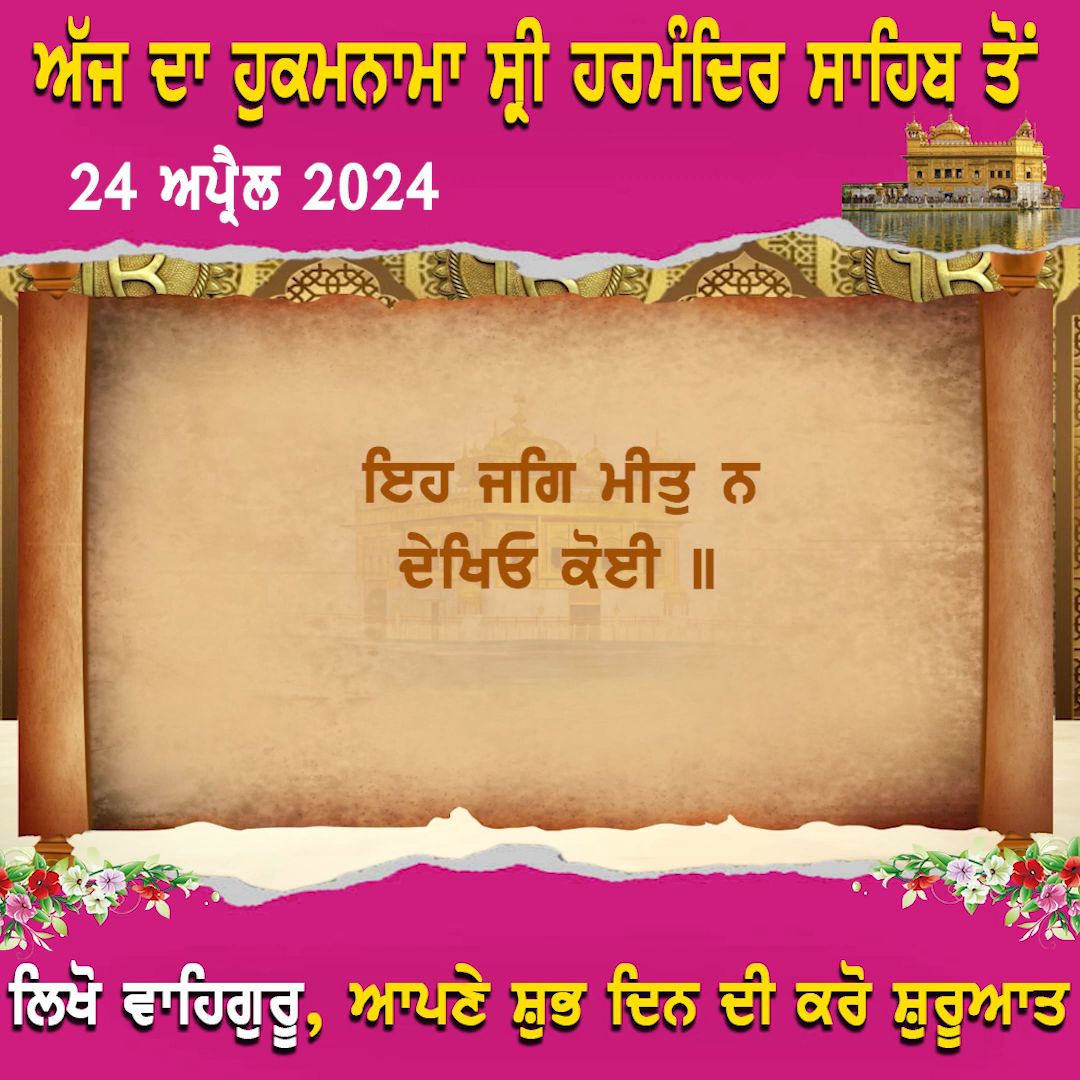 ਅੱਜ ਦਾ ਹੁਕਮਨਾਮਾ ਸ੍ਰੀ ਹਰਮੰਦਿਰ ਸਾਹਿਬ ਤੋਂ
24 ਅਪ੍ਰੈਲ 2024
ਇਹ ਜਗਿ ਮੀਤੁ ਨ
ਦੇਖਿਓ ਕੋਈ ॥
ਲਿਖੋ ਵਾਹਿਗੁਰੂ, ਆਪਣੇ ਸ਼ੁਭ ਦਿਨ ਦੀ ਕਰੋ ਸ਼ੁਰੂਆਤ